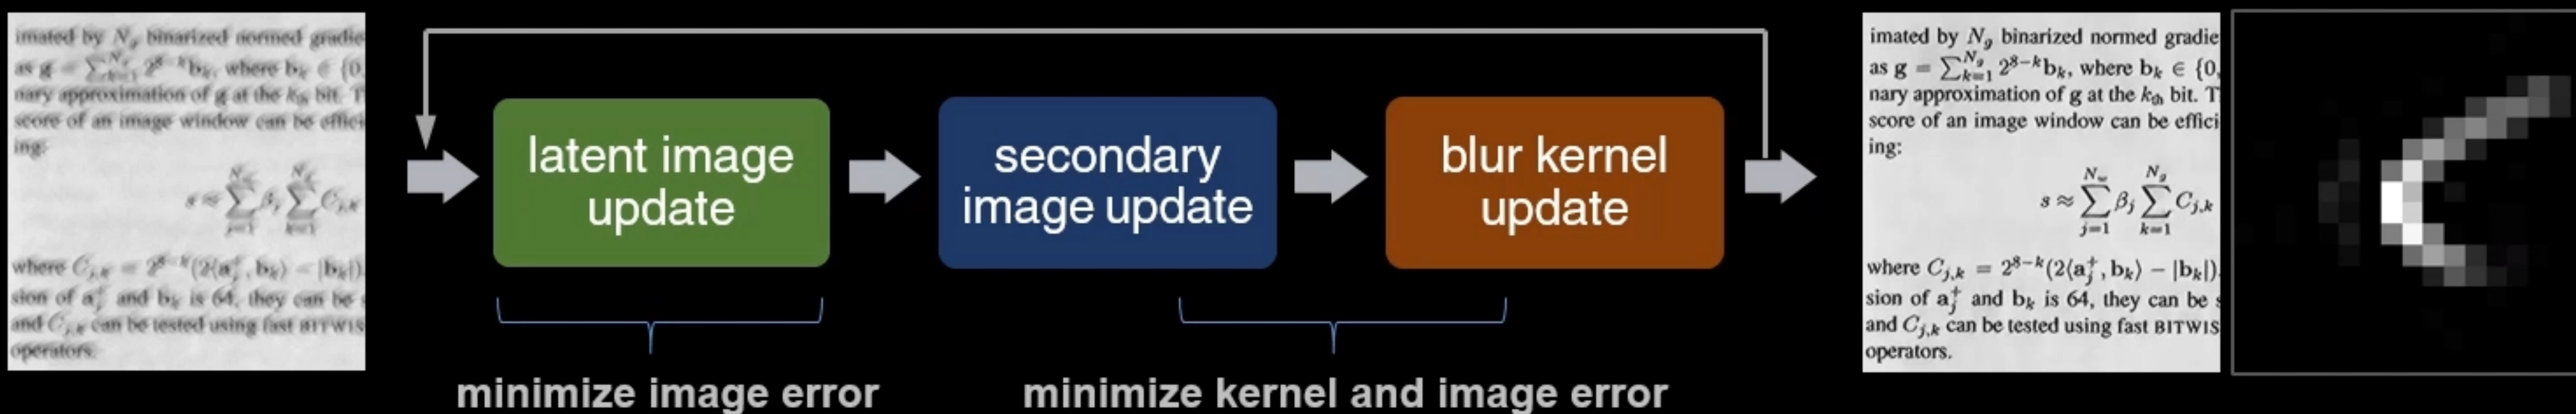 imated by N_g binarized normed gradie
as g = ∑_{k=1}^{N_g} 2^{8−k}b_k, where b_k ∈ {0,
nary approximation of g at the k_th bit. T
score of an image window can be effici
ing:
s ≈ ∑_{j=1}^{N_w} β_j ∑_{k=1}^{N_g} C_{j,k}
where C_{j,k} = 2^{8−k}(2⟨a_j^+, b_k⟩ − |b_k|)
sion of a_j^+ and b_k is 64, they can be s
and C_{j,k} can be tested using fast BITWIS
operators.
latent image
update
secondary
image update
blur kernel
update
minimize image error
minimize kernel and image error
imated by N_g binarized normed gradie
as g = ∑_{k=1}^{N_g} 2^{8−k}b_k, where b_k ∈ {0,
nary approximation of g at the k_th bit. T
score of an image window can be effici
ing:
s ≈ ∑_{j=1}^{N_w} β_j ∑_{k=1}^{N_g} C_{j,k}
where C_{j,k} = 2^{8−k}(2⟨a_j^+, b_k⟩ − |b_k|).
sion of a_j^+ and b_k is 64, they can be s
and C_{j,k} can be tested using fast BITWIS
operators.